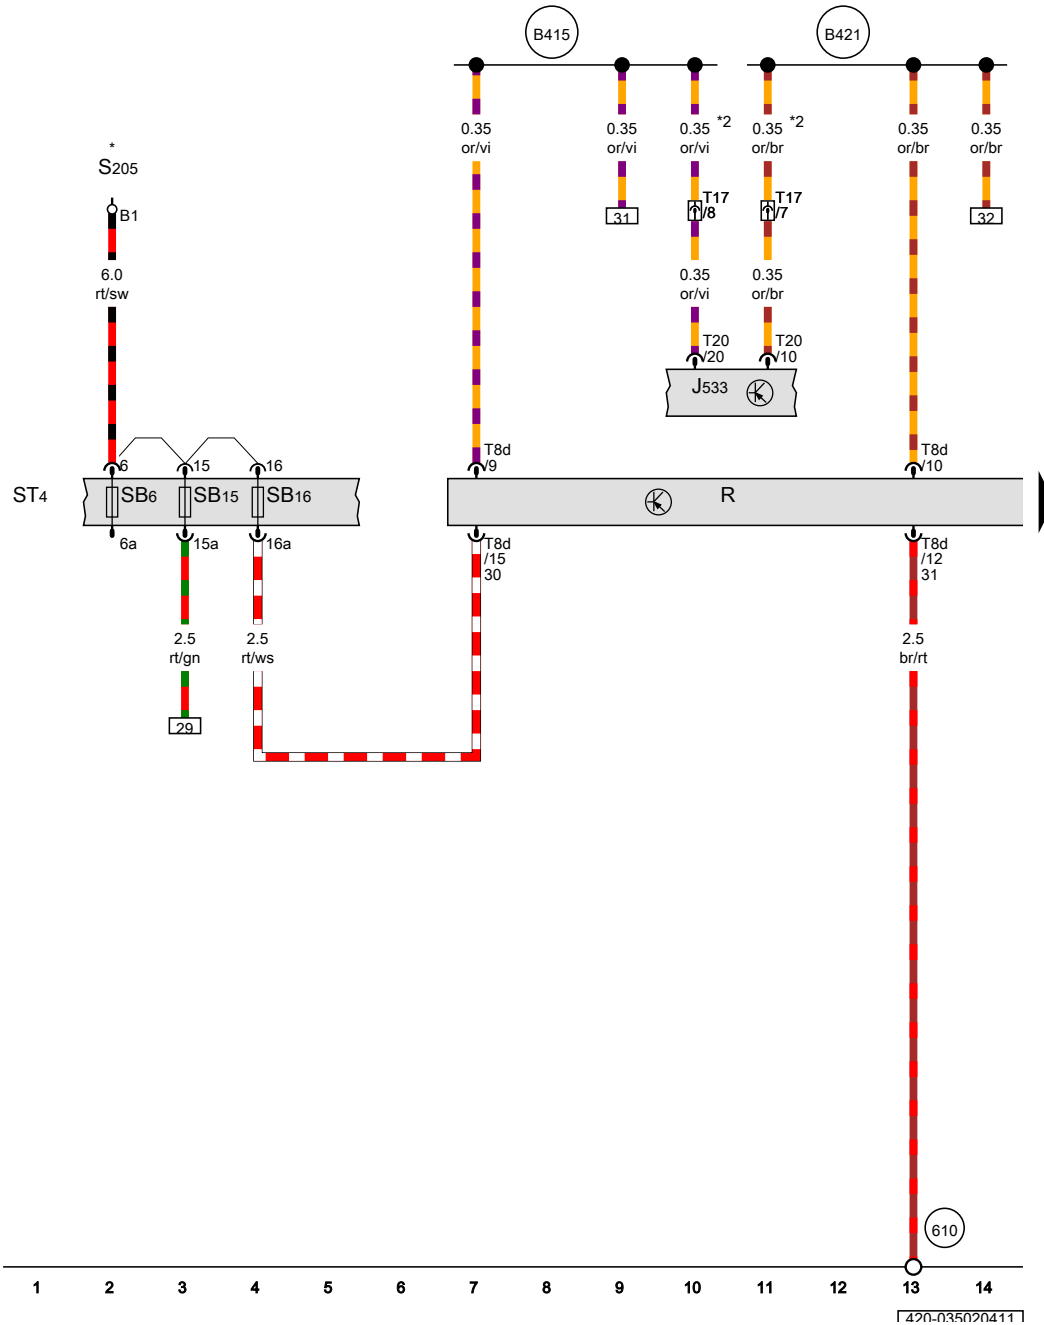 B415
B421
0.35
or/vi
0.35
or/vi
0.35 *2
or/vi
0.35 *2
or/br
0.35
or/br
0.35
or/br
*
S205
B1
T17
/8
T17
/7
31
32
6.0
rt/sw
0.35
or/vi
0.35
or/br
T20
/20
T20
/10
J533
6
15
16
T8d
/9
T8d
/10
ST4
SB6
SB15
SB16
R
6a
15a
16a
T8d
/15
30
T8d
/12
31
2.5
rt/gn
2.5
rt/ws
2.5
br/rt
29
610
1 2 3 4 5 6 7 8 9 10 11 12 13 14
420-035020411